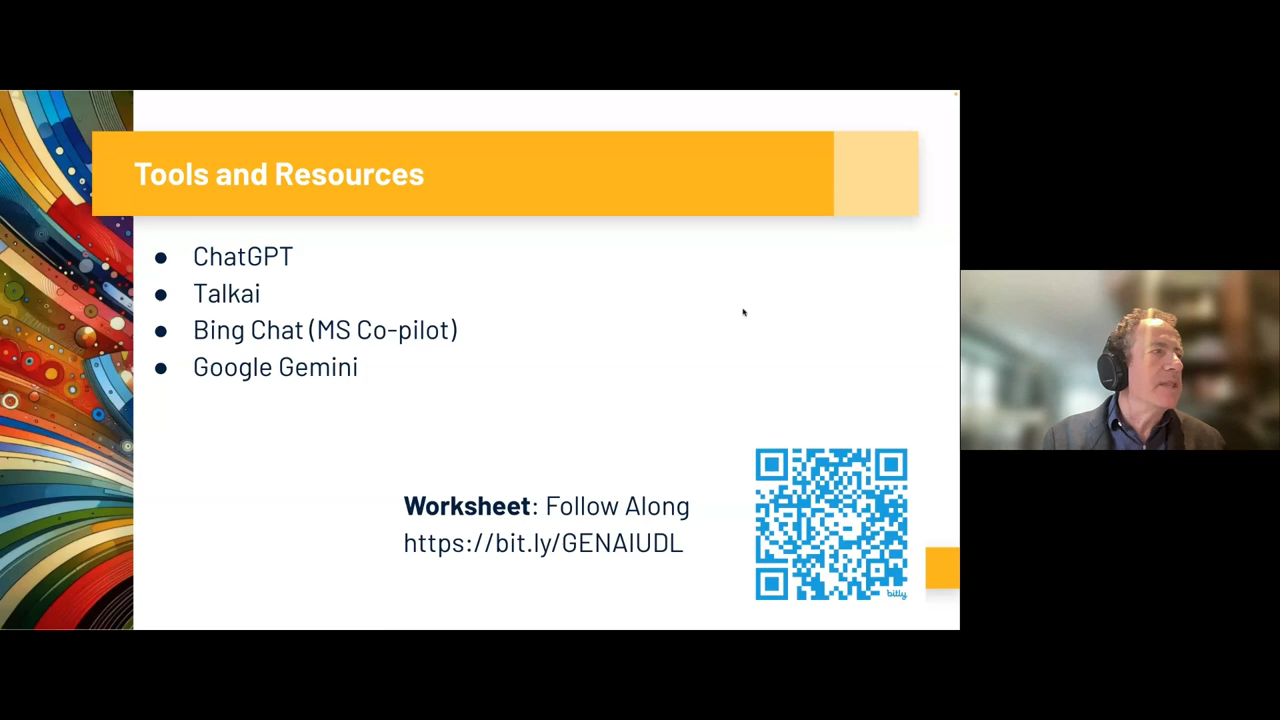 Tools and Resources
● ChatGPT
● Talkai
● Bing Chat (MS Co-pilot)
● Google Gemini
Worksheet: Follow Along
https://bit.ly/GENAIUDL
bitly